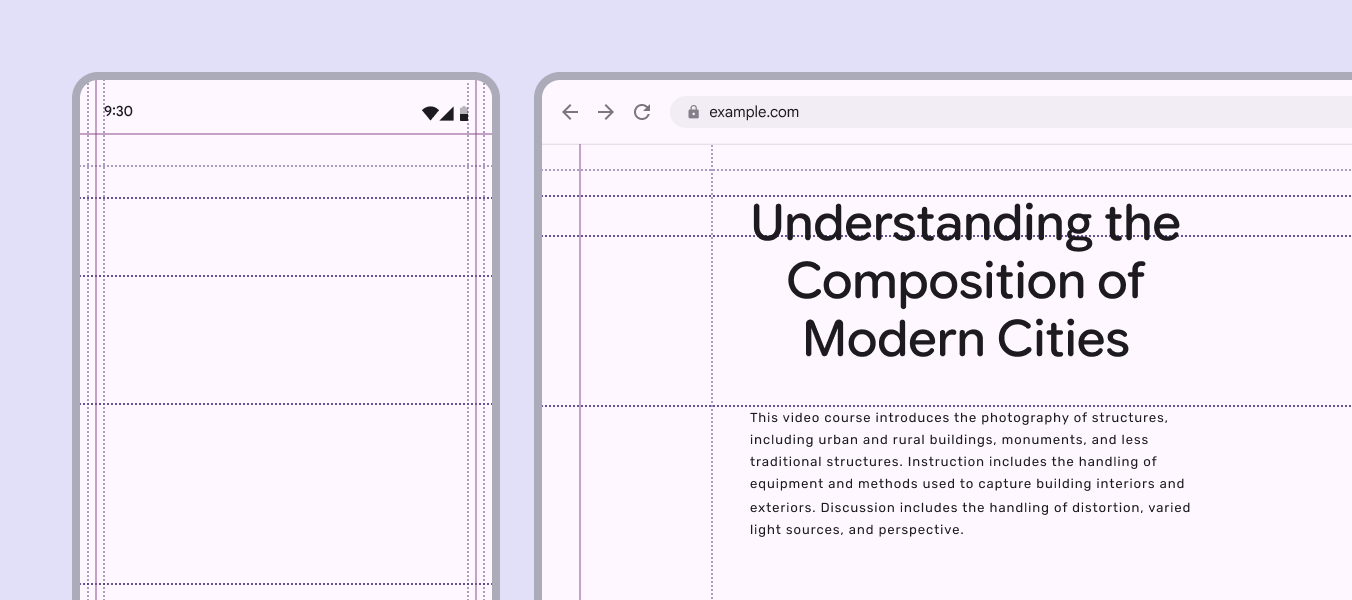 9:30
example.com
Understanding the
Composition of
Modern Cities
This video course introduces the photography of structures,
including urban and rural buildings, monuments, and less
traditional structures. Instruction includes the handling of
equipment and methods used to capture building interiors and
exteriors. Discussion includes the handling of distortion, varied
light sources, and perspective.